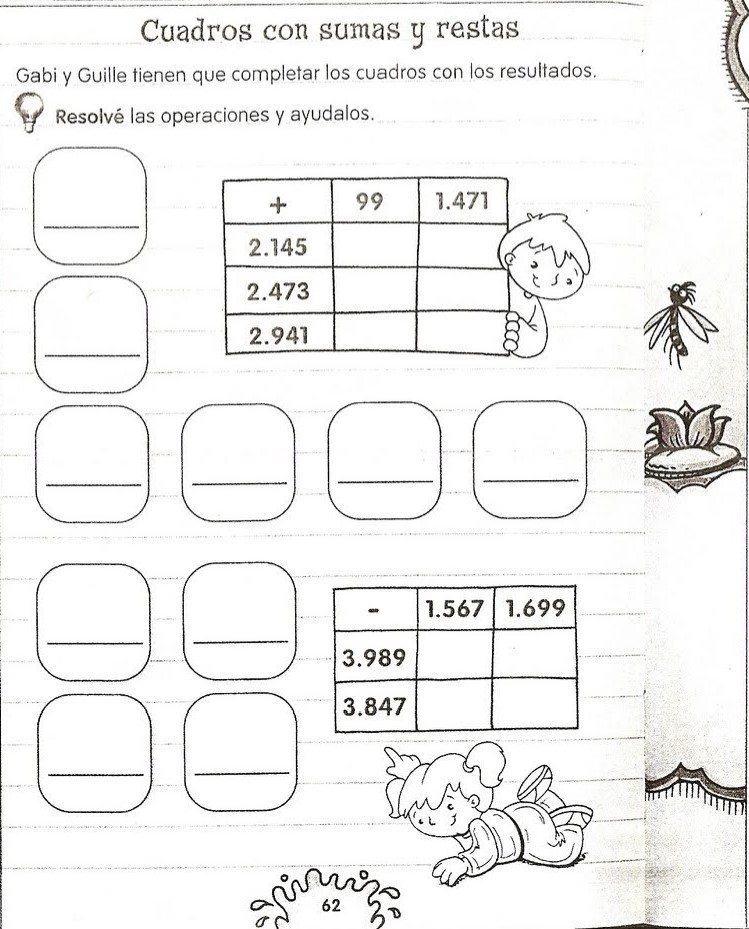 Cuadros con sumas y restas
Gabi y Guille tienen que completar los cuadros con los resultados.
Resolvé las operaciones y ayudalos.
+ 99 1.471
2.145
2.473
2.941
- 1.567 1.699
3.989
3.847
62